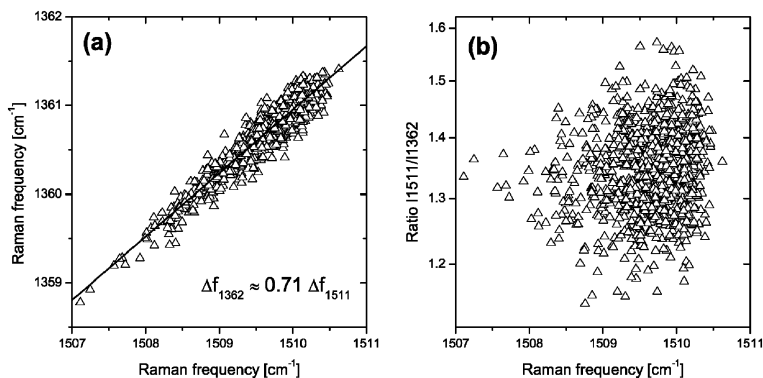 (a)
1362
1361
1360
1359
Raman frequency [cm⁻¹]
Δf₁₃₆₂ ≈ 0.71 Δf₁₅₁₁
1507 1508 1509 1510 1511
Raman frequency [cm⁻¹]
(b)
1.6
1.5
1.4
1.3
1.2
Ratio I1511/I1362
1507 1508 1509 1510 1511
Raman frequency [cm⁻¹]